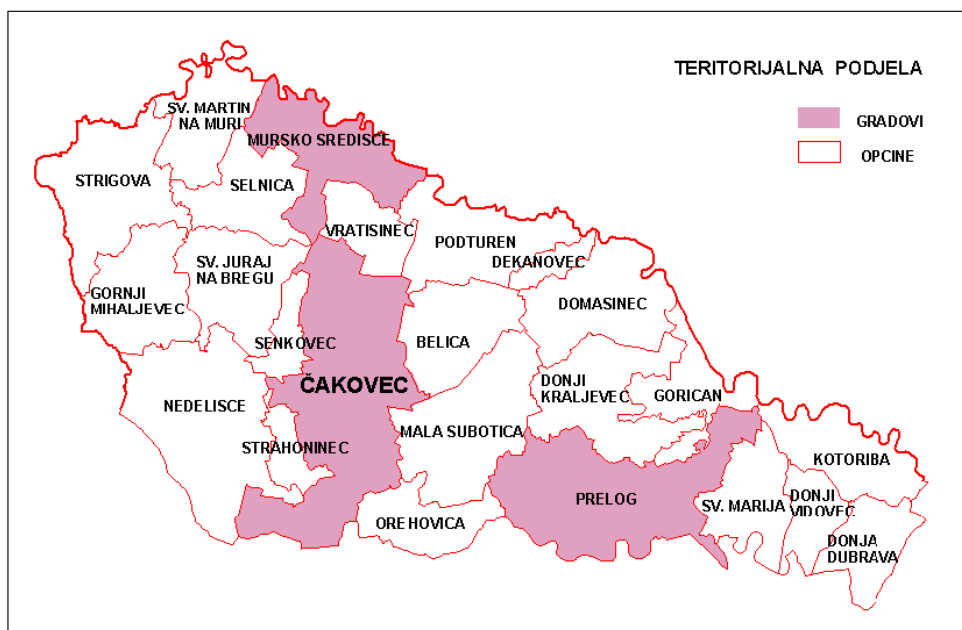 TERITORIJALNA PODJELA
GRADOVI
OPCINE
SV. MARTIN
NA MURI
MURSKO SREDISCE
STRIGOVA
SELNICA
VRATISINEC
PODTUREN
DEKANOVEC
SV. JURAJ
NA BREGU
GORNJI
MIHALJEVEC
DOMASINEC
SENKOVEC
BELICA
ČAKOVEC
DONJI
KRALJEVEC
GORICAN
NEDELISCE
MALA SUBOTICA
STRAHONINEC
KOTORIBA
PRELOG
SV. MARIJA
DONJI
VIDOVEC
OREHOVICA
DONJA
DUBRAVA